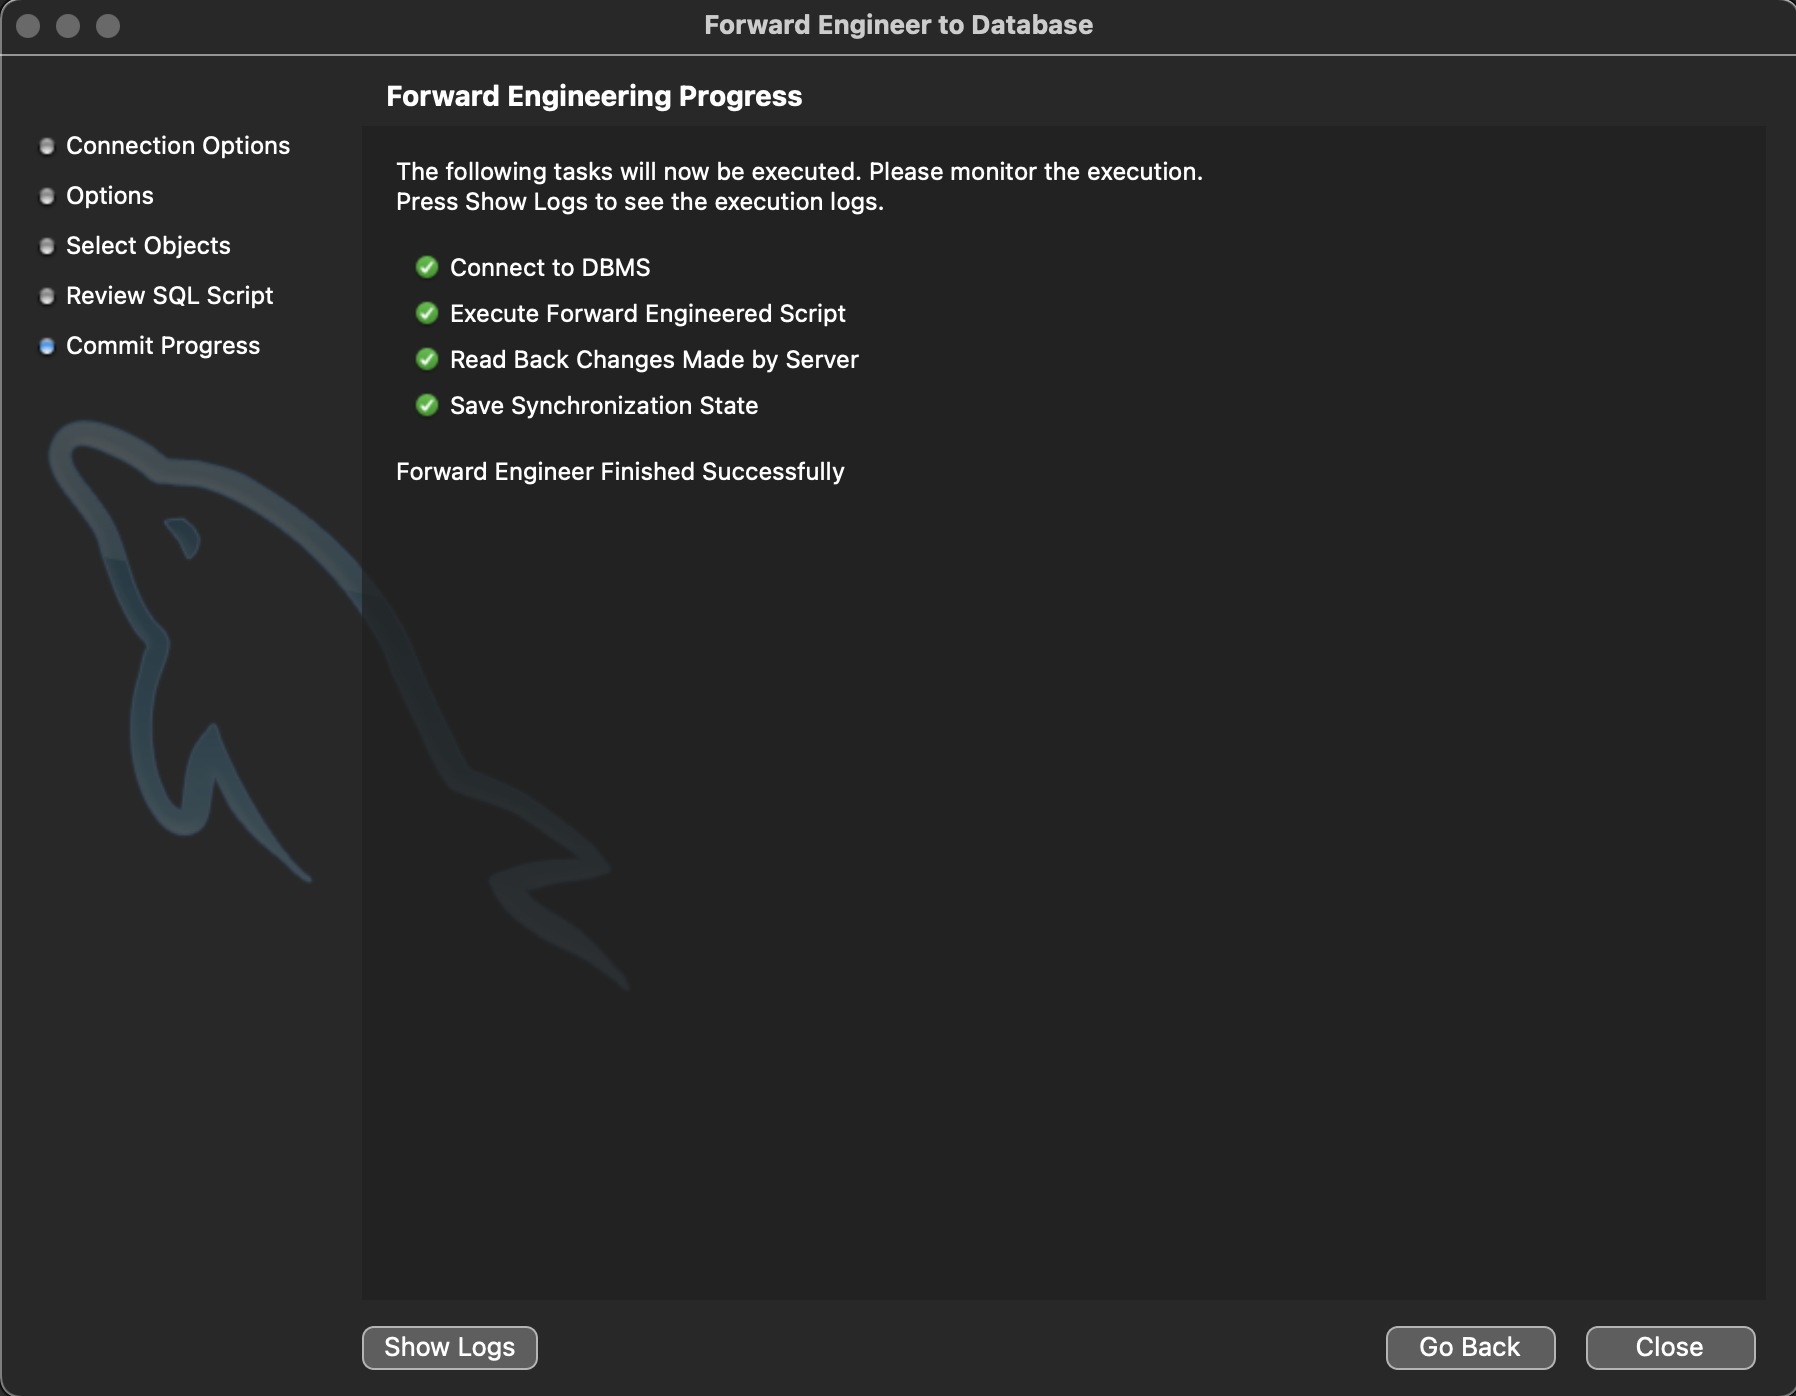 Forward Engineer to Database
Forward Engineering Progress
Connection Options
Options
Select Objects
Review SQL Script
Commit Progress
The following tasks will now be executed. Please monitor the execution.
Press Show Logs to see the execution logs.
Connect to DBMS
Execute Forward Engineered Script
Read Back Changes Made by Server
Save Synchronization State
Forward Engineer Finished Successfully
Show Logs
Go Back
Close